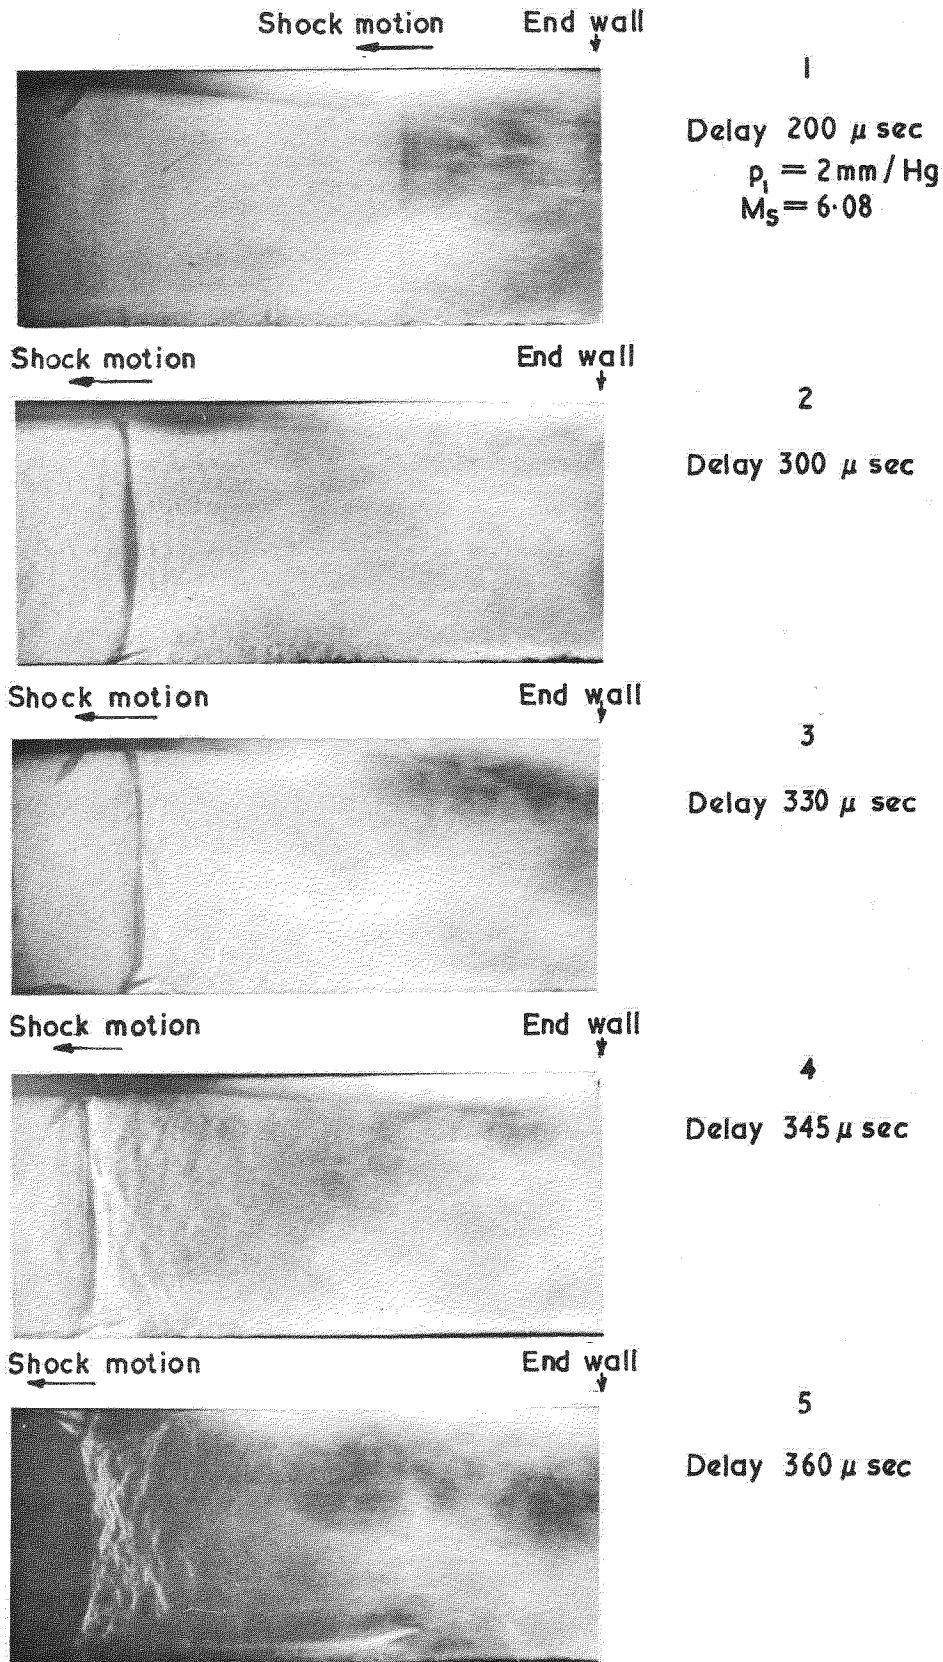 Shock motion End wall
1
Delay 200 μ sec
p₁ = 2mm/Hg
Ms = 6·08
Shock motion End wall
2
Delay 300 μ sec
Shock motion End wall
3
Delay 330 μ sec
Shock motion End wall
4
Delay 345 μ sec
Shock motion End wall
5
Delay 360 μ sec